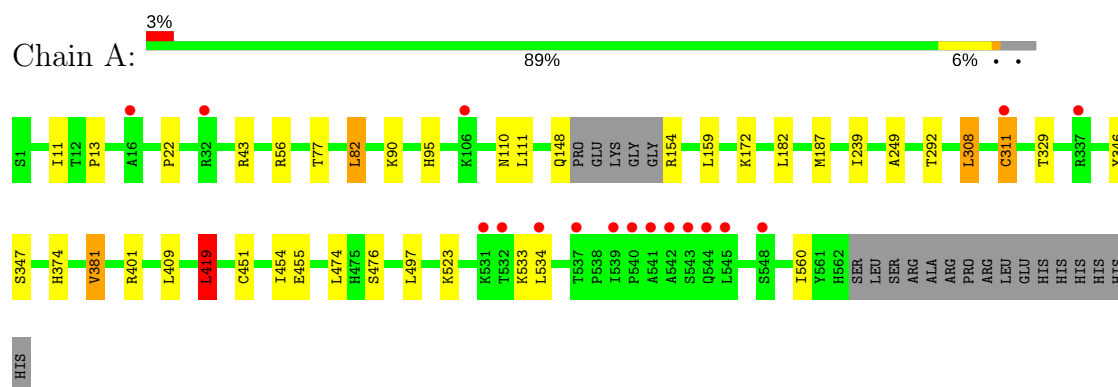 3%
Chain A:
89% 6% • •
S1 I11 T12 P13 A16 P22 R32 R43 R56 T77 L82 K90 H95 K106 N110 L111 Q148 PRO GLU LYS GLY GLY R154 L159 K172 L182 M187 I239 A249 T292 L308 C311 T329 R337 Y346
S347 H374 V381 R401 L409 L419 C451 I454 E455 L474 H475 S476 L497 K523 K531 T532 K533 L534 T537 P538 I539 P540 A541 A542 S543 Q544 L545 S548 I560 Y561 H562 SER LEU SER ARG ALA ARG PRO ARG LEU GLU HIS HIS HIS HIS HIS
HIS